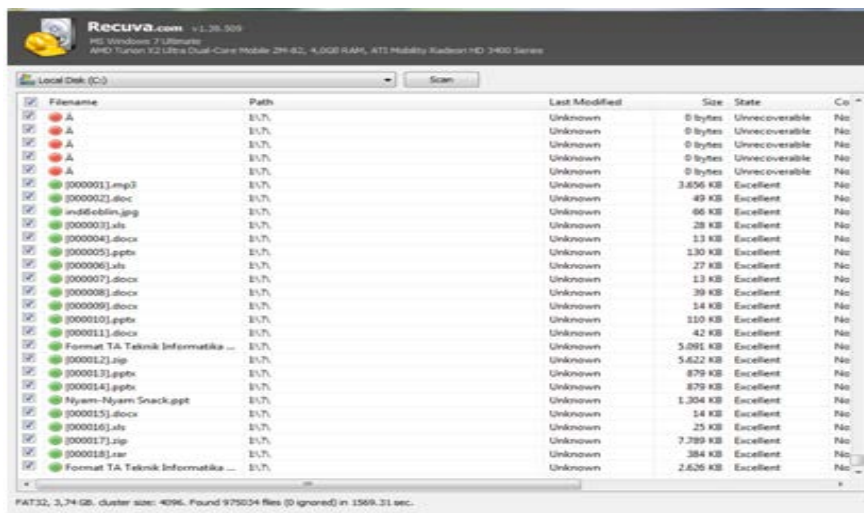 Recuva.com v1.38.509
MS Windows 7 Ultimate
AMD Turion X2 Ultra Dual-Core Mobile ZM-82, 4,0GB RAM, ATI Mobility Radeon HD 3400 Series
Local Disk (C:) Scan
Filename Path Last Modified Size State Co
A I:\?\ Unknown 0 bytes Unrecoverable No
A I:\?\ Unknown 0 bytes Unrecoverable No
A I:\?\ Unknown 0 bytes Unrecoverable No
A I:\?\ Unknown 0 bytes Unrecoverable No
A I:\?\ Unknown 0 bytes Unrecoverable No
[000001].mp3 I:\?\ Unknown 3.856 KB Excellent No
[000002].doc I:\?\ Unknown 49 KB Excellent No
I:\?\ Unknown 66 KB Excellent No
[000003].xls I:\?\ Unknown 28 KB Excellent No
[000004].docx I:\?\ Unknown 13 KB Excellent No
[000005].pptx I:\?\ Unknown 130 KB Excellent No
[000006].xls I:\?\ Unknown 27 KB Excellent No
[000007].docx I:\?\ Unknown 13 KB Excellent No
[000008].docx I:\?\ Unknown 39 KB Excellent No
[000009].docx I:\?\ Unknown 14 KB Excellent No
[000010].pptx I:\?\ Unknown 110 KB Excellent No
[000011].docx I:\?\ Unknown 42 KB Excellent No
Format TA Teknik Informatika ... I:\?\ Unknown 5.091 KB Excellent No
[000012].zip I:\?\ Unknown 5.622 KB Excellent No
[000013].pptx I:\?\ Unknown 879 KB Excellent No
[000014].pptx I:\?\ Unknown 879 KB Excellent No
Nyam-Nyam Snack.ppt I:\?\ Unknown 1.304 KB Excellent No
[000015].docx I:\?\ Unknown 14 KB Excellent No
[000016].xls I:\?\ Unknown 25 KB Excellent No
[000017].zip I:\?\ Unknown 7.789 KB Excellent No
[000018].rar I:\?\ Unknown 384 KB Excellent No
Format TA Teknik Informatika ... I:\?\ Unknown 2.626 KB Excellent No
FAT32, 3,74 GB. cluster size: 4096. Found 975034 files (0 ignored) in 1569.31 sec.